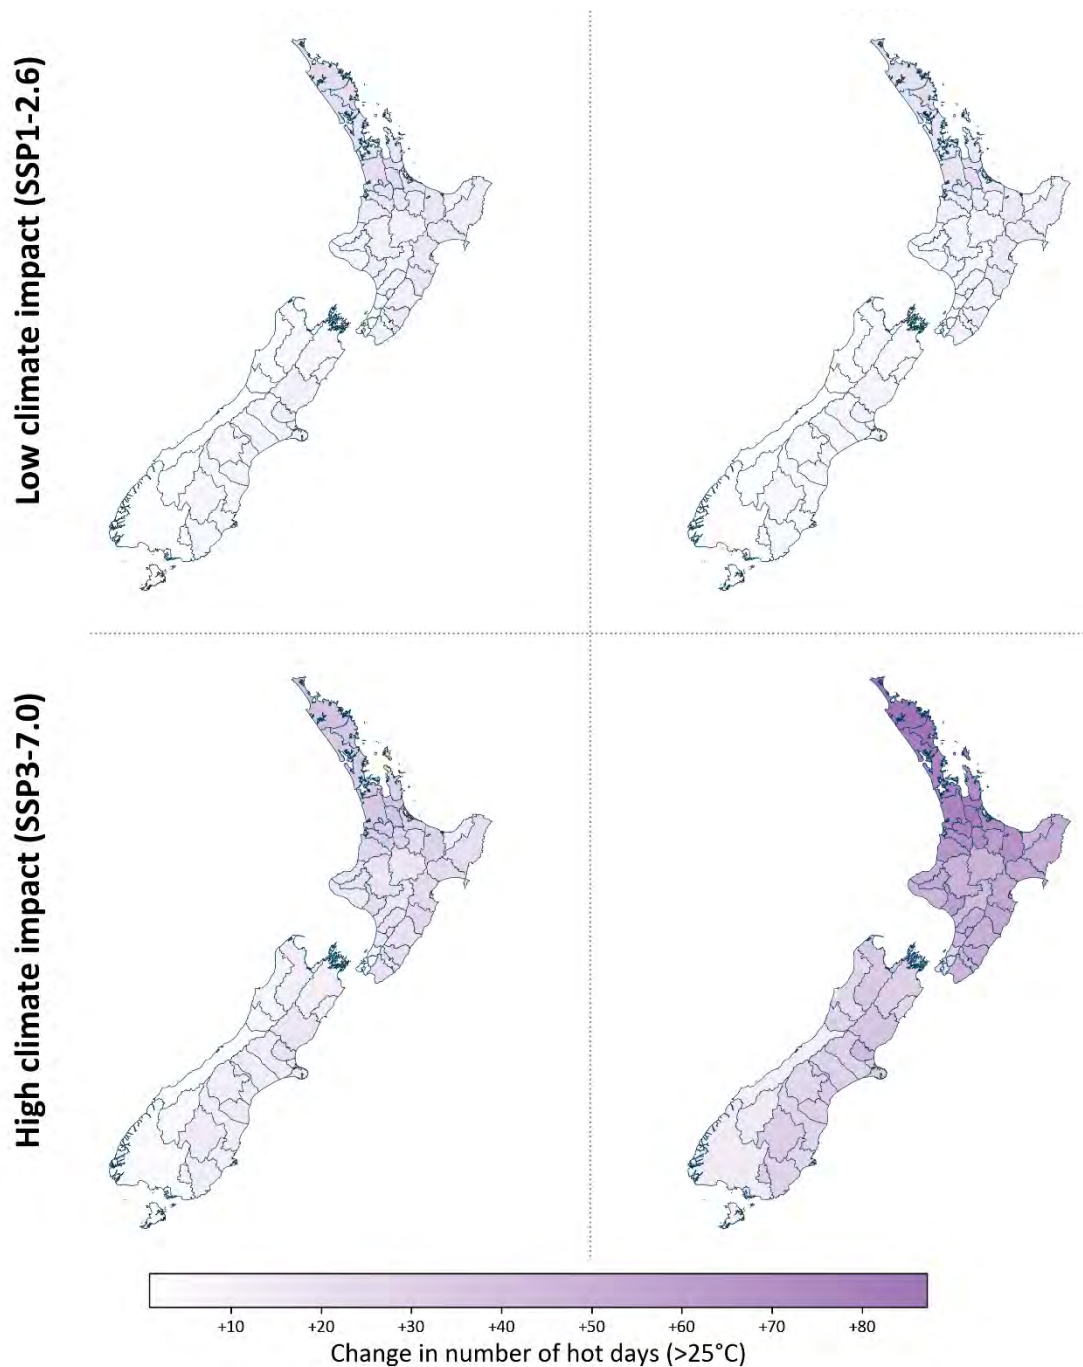 Low climate impact (SSP1-2.6)
High climate impact (SSP3-7.0)
+10 +20 +30 +40 +50 +60 +70 +80
Change in number of hot days (>25°C)